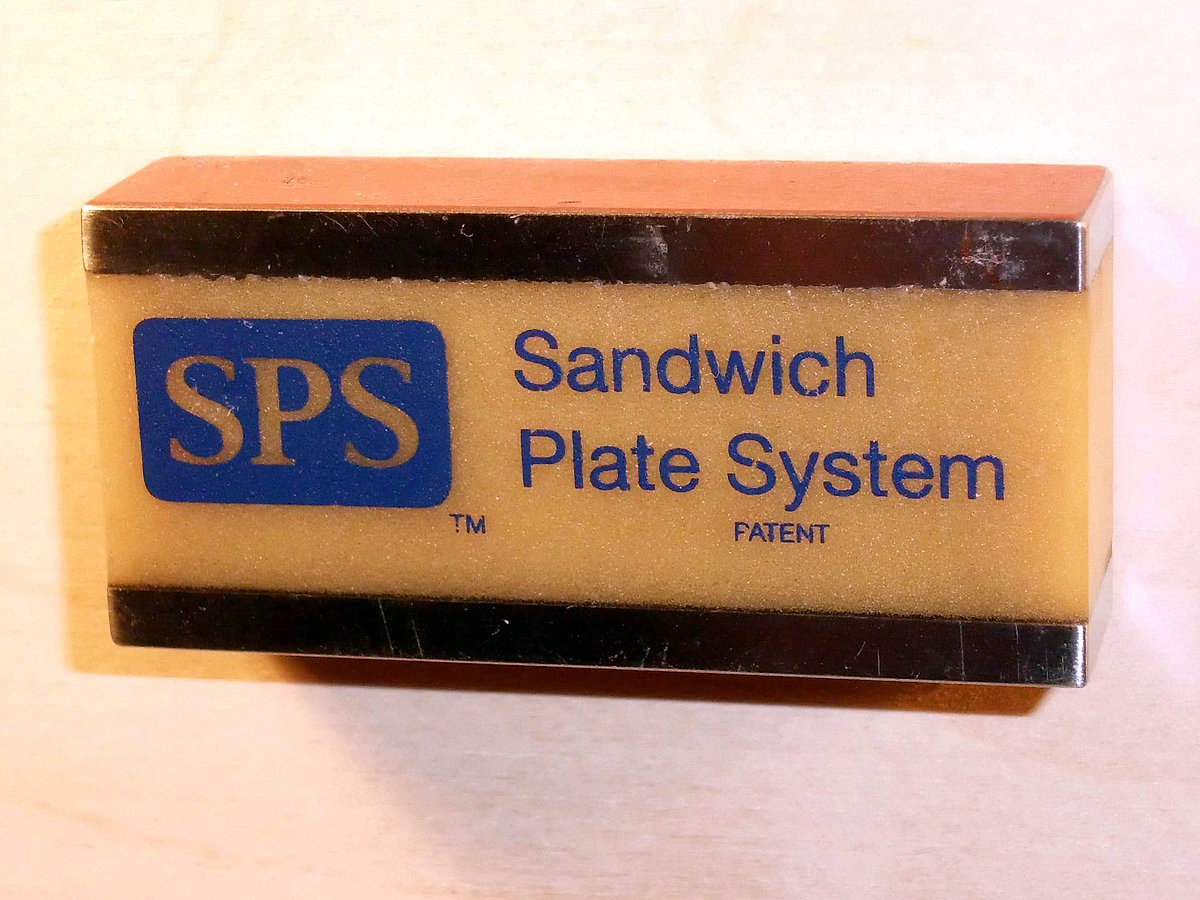 SPS
TM
Sandwich
Plate System
PATENT